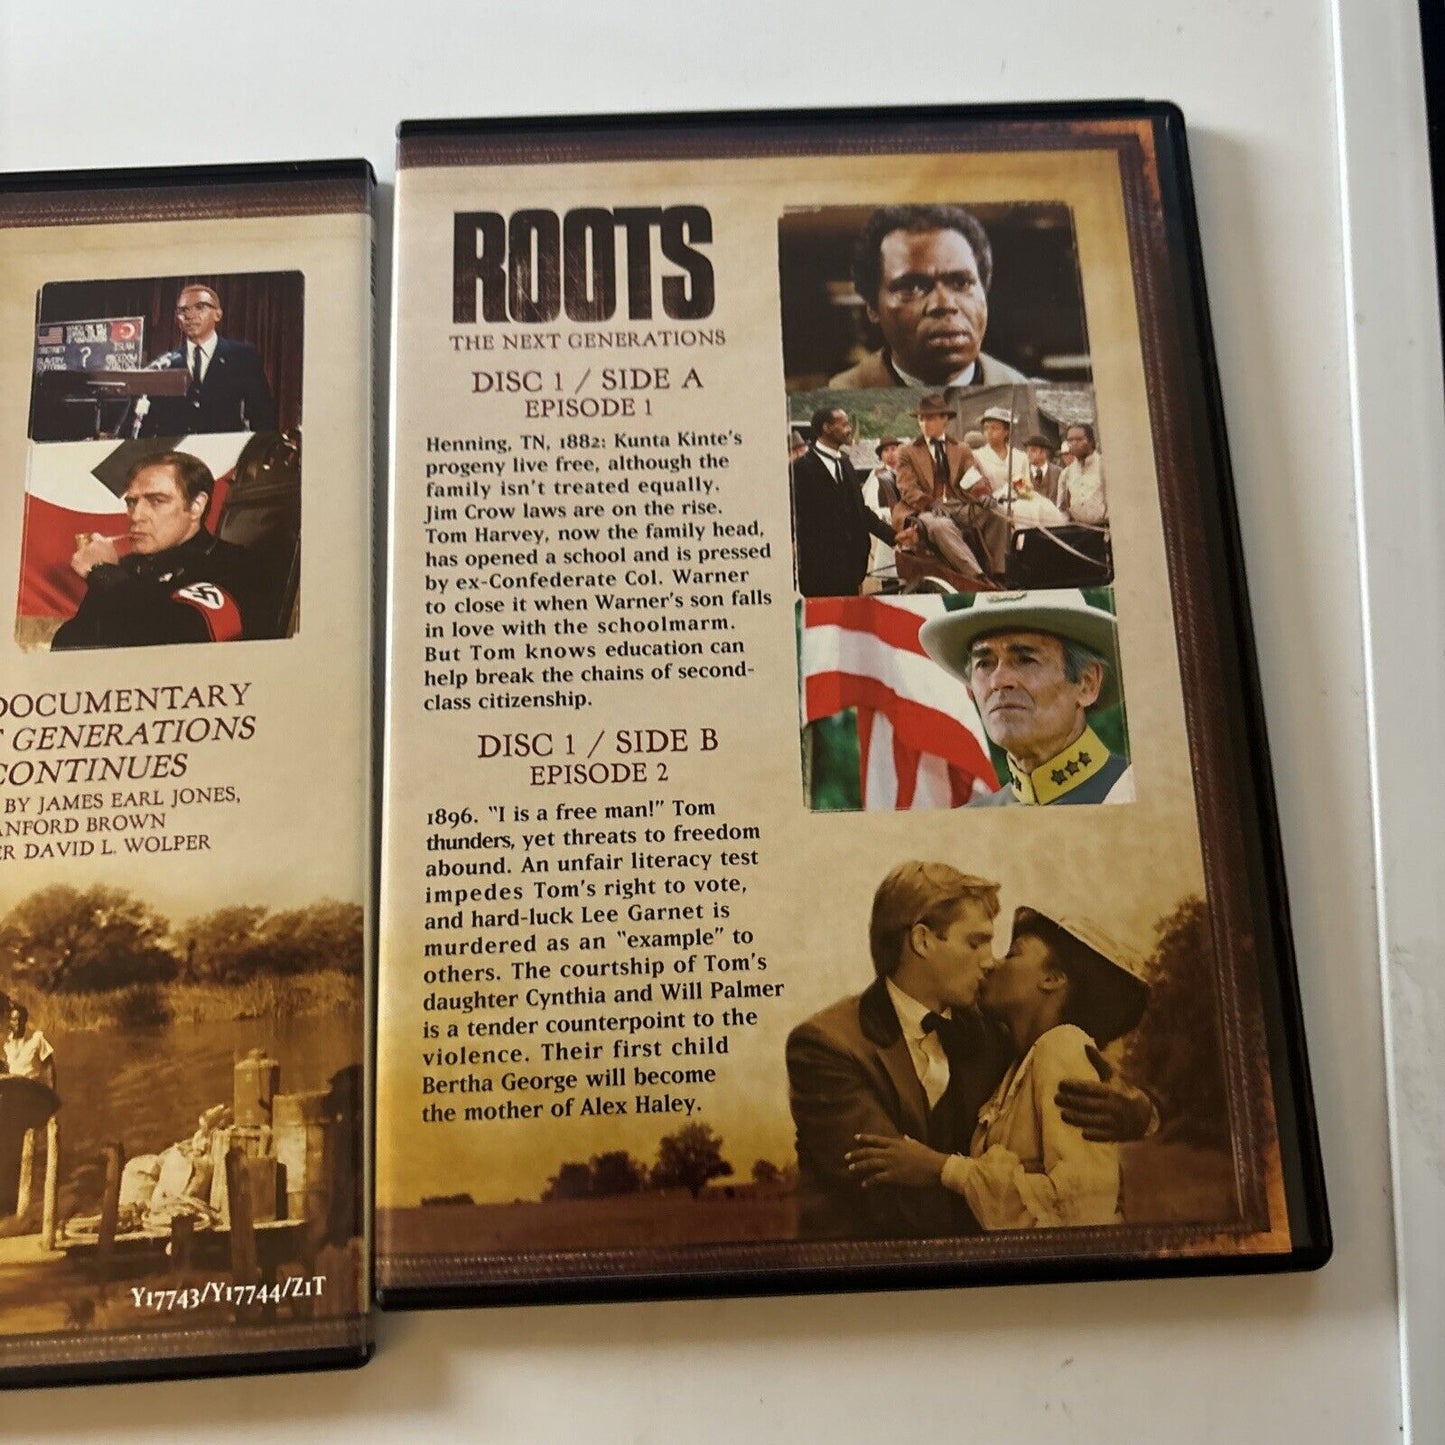 DOCUMENTARY
GENERATIONS
CONTINUES
BY JAMES EARL JONES,
BROWN
DAVID L. WOLPER
Y17743/Y17744/Z1T
ROOTS
THE NEXT GENERATIONS
DISC 1 / SIDE A
EPISODE 1
Henning, TN, 1882: Kunta Kinte's
progeny live free, although the
family isn't treated equally.
Jim Crow laws are on the rise.
Tom Harvey, now the family head,
has opened a school and is pressed
by ex-Confederate Col. Warner
to close it when Warner's son falls
in love with the schoolmarm.
But Tom knows education can
help break the chains of second-
class citizenship.
DISC 1 / SIDE B
EPISODE 2
1896. "I is a free man!" Tom
thunders, yet threats to freedom
abound. An unfair literacy test
impedes Tom's right to vote,
and hard-luck Lee Garnet is
murdered as an "example" to
others. The courtship of Tom's
daughter Cynthia and Will Palmer
is a tender counterpoint to the
violence. Their first child
Bertha George will become
the mother of Alex Haley.